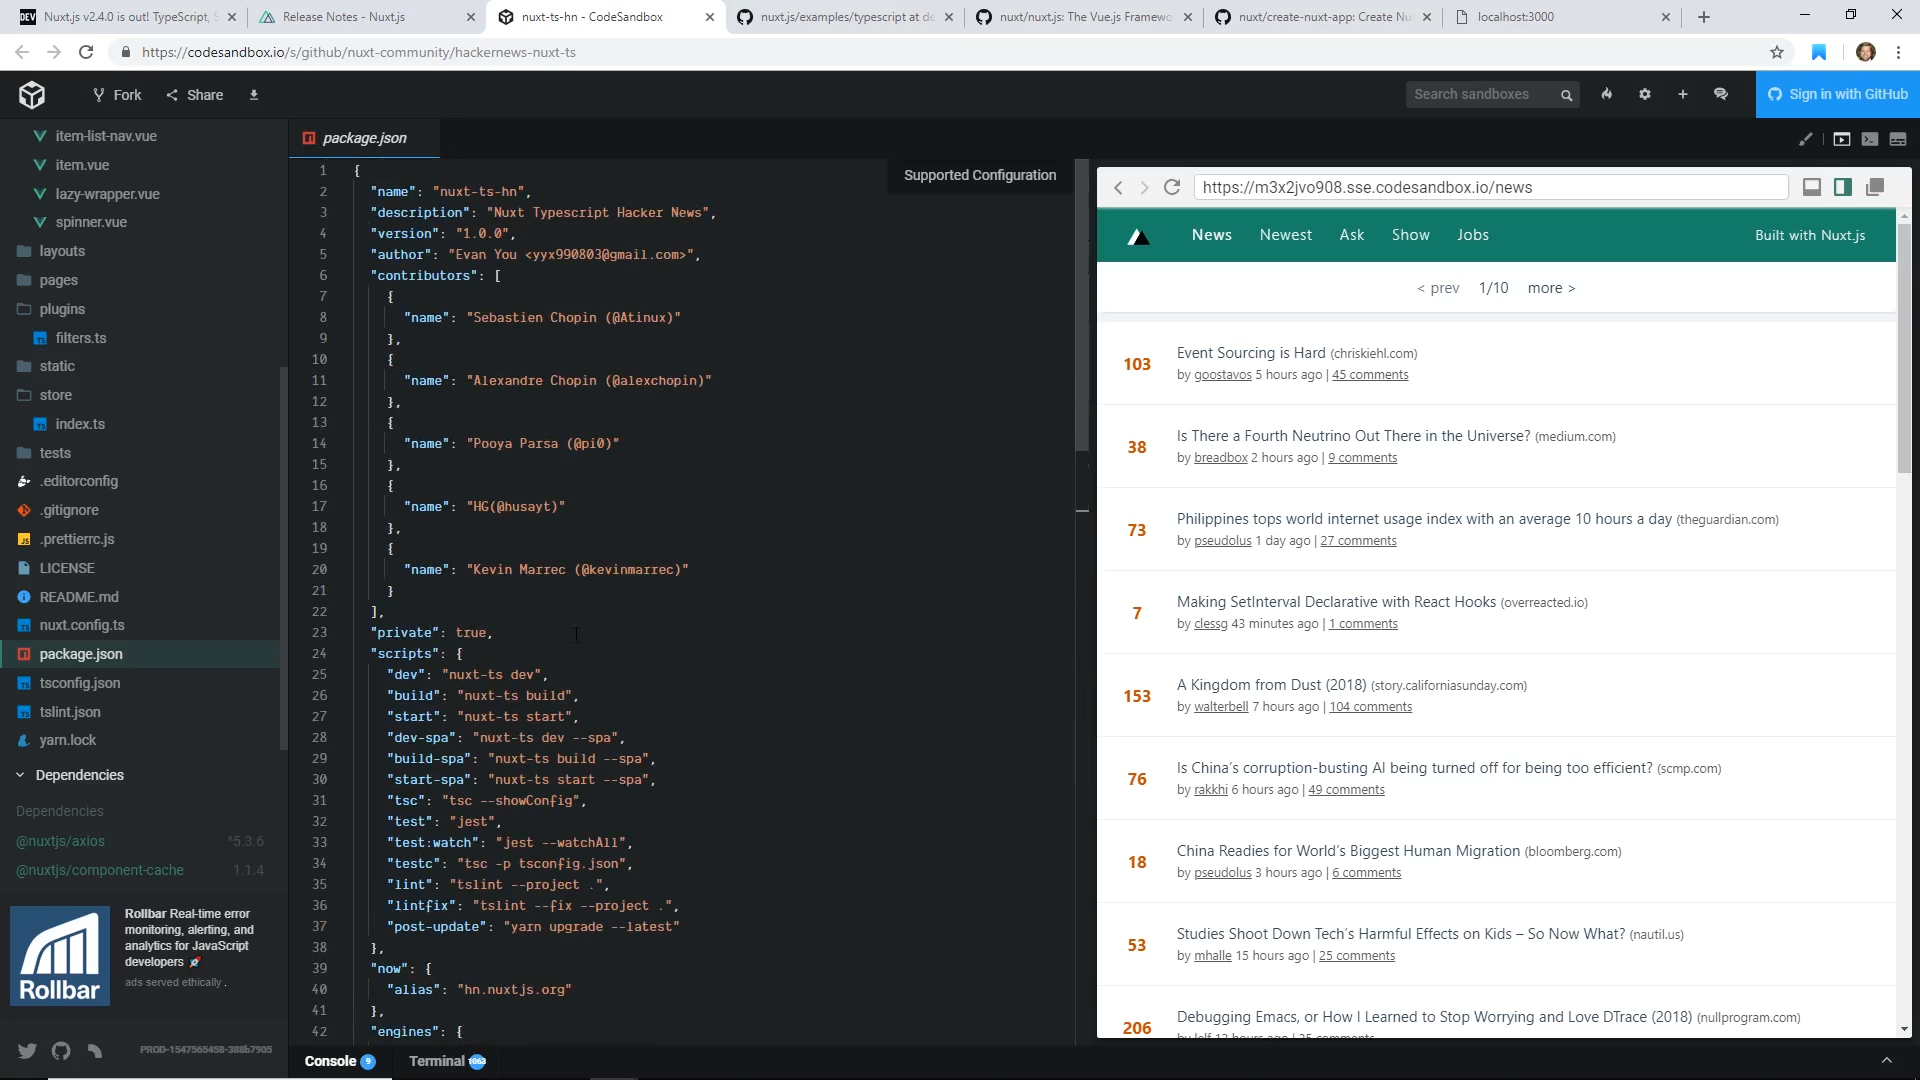 DEV Nuxt.js v2.4.0 is out! TypeScript, S
Release Notes - Nuxt.js
nuxt-ts-hn - CodeSandbox
nuxt.js/examples/typescript at de
nuxt/nuxt.js: The Vue.js Framewo
nuxt/create-nuxt-app: Create Nu
localhost:3000
https://codesandbox.io/s/github/nuxt-community/hackernews-nuxt-ts
Fork
Share
Search sandboxes
Sign in with GitHub
item-list-nav.vue
item.vue
lazy-wrapper.vue
spinner.vue
layouts
pages
plugins
filters.ts
static
store
index.ts
tests
.editorconfig
.gitignore
.prettierrc.js
LICENSE
README.md
nuxt.config.ts
package.json
tsconfig.json
tslint.json
yarn.lock
Dependencies
Dependencies
@nuxtjs/axios ^5.3.6
@nuxtjs/component-cache 1.1.4
Rollbar Real-time error
monitoring, alerting, and
analytics for JavaScript
developers
ads served ethically .
Rollbar
PROD-1547565458-388b7905
package.json
Supported Configuration
1 {
2 "name": "nuxt-ts-hn",
3 "description": "Nuxt Typescript Hacker News",
4 "version": "1.0.0",
5 "author": "Evan You <yyx990803@gmail.com>",
6 "contributors": [
7 {
8 "name": "Sebastien Chopin (@Atinux)"
9 },
10 {
11 "name": "Alexandre Chopin (@alexchopin)"
12 },
13 {
14 "name": "Pooya Parsa (@pi0)"
15 },
16 {
17 "name": "HG(@husayt)"
18 },
19 {
20 "name": "Kevin Marrec (@kevinmarrec)"
21 }
22 ],
23 "private": true,
24 "scripts": {
25 "dev": "nuxt-ts dev",
26 "build": "nuxt-ts build",
27 "start": "nuxt-ts start",
28 "dev-spa": "nuxt-ts dev --spa",
29 "build-spa": "nuxt-ts build --spa",
30 "start-spa": "nuxt-ts start --spa",
31 "tsc": "tsc --showConfig",
32 "test": "jest",
33 "test:watch": "jest --watchAll",
34 "testc": "tsc -p tsconfig.json",
35 "lint": "tslint --project .",
36 "lintfix": "tslint --fix --project .",
37 "post-update": "yarn upgrade --latest"
38 },
39 "now": {
40 "alias": "hn.nuxtjs.org"
41 },
42 "engines": {
Console 9
Terminal 1063
https://m3x2jvo908.sse.codesandbox.io/news
News Newest Ask Show Jobs Built with Nuxt.js
< prev 1/10 more >
103 Event Sourcing is Hard (chriskiehl.com)
by goostavos 5 hours ago | 45 comments
38 Is There a Fourth Neutrino Out There in the Universe? (medium.com)
by breadbox 2 hours ago | 9 comments
73 Philippines tops world internet usage index with an average 10 hours a day (theguardian.com)
by pseudolus 1 day ago | 27 comments
7 Making SetInterval Declarative with React Hooks (overreacted.io)
by clessg 43 minutes ago | 1 comments
153 A Kingdom from Dust (2018) (story.californiasunday.com)
by walterbell 7 hours ago | 104 comments
76 Is China's corruption-busting AI being turned off for being too efficient? (scmp.com)
by rakkhi 6 hours ago | 49 comments
18 China Readies for World's Biggest Human Migration (bloomberg.com)
by pseudolus 3 hours ago | 6 comments
53 Studies Shoot Down Tech's Harmful Effects on Kids – So Now What? (nautil.us)
by mhalle 15 hours ago | 25 comments
206 Debugging Emacs, or How I Learned to Stop Worrying and Love DTrace (2018) (nullprogram.com)